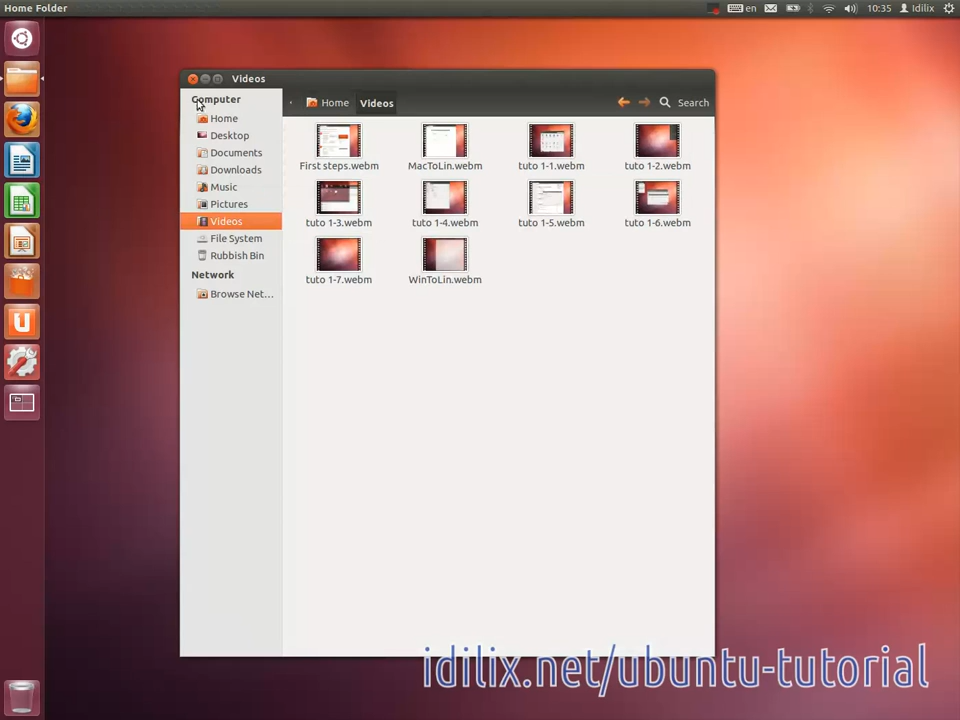 Home Folder
en
10:35
Idilix
Videos
Computer
Home
Desktop
Documents
Downloads
Music
Pictures
Videos
File System
Rubbish Bin
Network
Browse Net...
Home
Videos
Search
First steps.webm
MacToLin.webm
tuto 1-1.webm
tuto 1-2.webm
tuto 1-3.webm
tuto 1-4.webm
tuto 1-5.webm
tuto 1-6.webm
tuto 1-7.webm
WinToLin.webm
idilix.net/ubuntu-tutorial